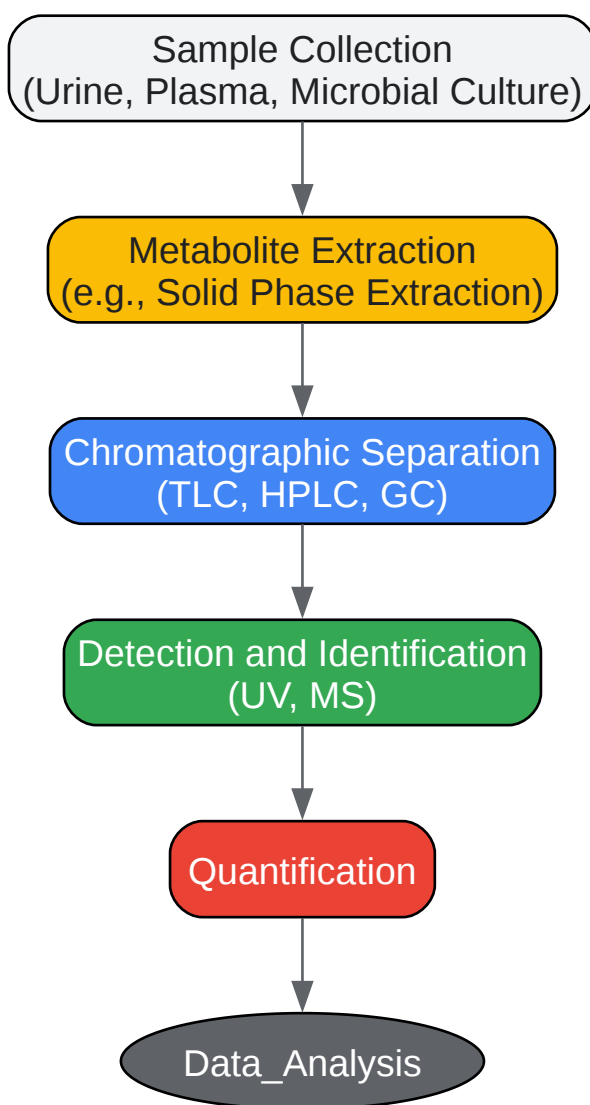 Sample Collection
(Urine, Plasma, Microbial Culture)
Metabolite Extraction
(e.g., Solid Phase Extraction)
Chromatographic Separation
(TLC, HPLC, GC)
Detection and Identification
(UV, MS)
Quantification
Data_Analysis